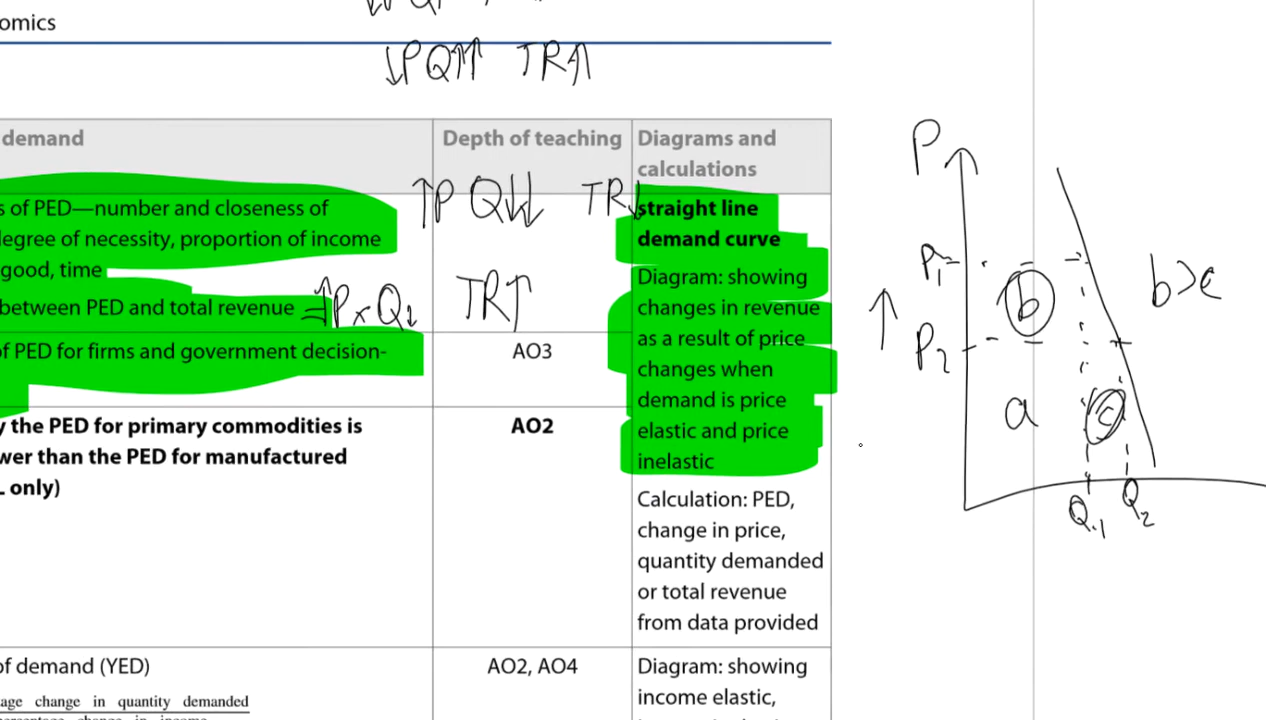 omics
↓P Q↑↑ TR↑
demand
Depth of teaching
Diagrams and
calculations
s of PED—number and closeness of
legree of necessity, proportion of income
good, time
between PED and total revenue
↑P Q↓↓ TR↓
↑P x Q↓ TR↑
straight line
demand curve
Diagram: showing
changes in revenue
as a result of price
changes when
demand is price
elastic and price
inelastic
of PED for firms and government decision-
AO3
y the PED for primary commodities is
wer than the PED for manufactured
only)
AO2
Calculation: PED,
change in price,
quantity demanded
or total revenue
from data provided
of demand (YED)
AO2, AO4
Diagram: showing
income elastic,
age change in quantity demanded
P
P1
b
b>c
↑
P2
a
c
Q1
Q2